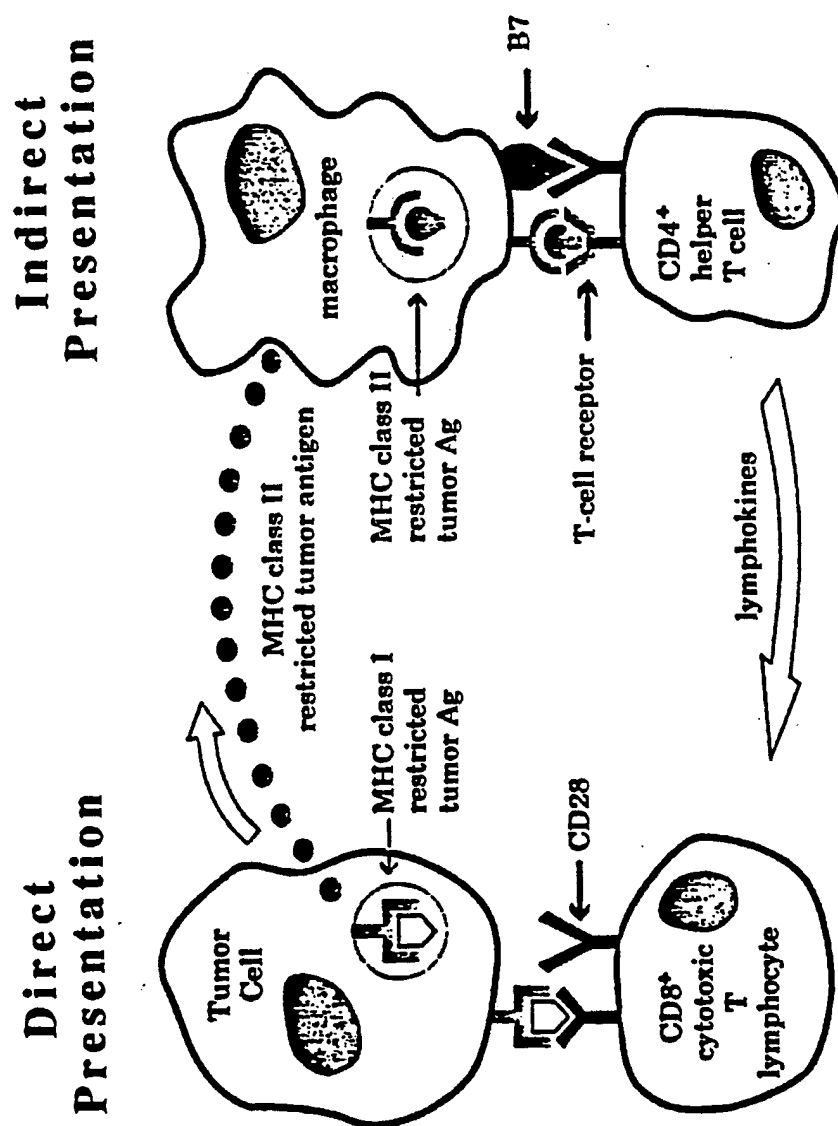 Direct
Presentation
Indirect
Presentation
Tumor
Cell
MHC class I
restricted
tumor Ag
MHC class II
restricted tumor antigen
macrophage
MHC class II
restricted
tumor Ag
CD28
T-cell receptor
B7
CD8+
cytotoxic
T
lymphocyte
CD4+
helper
T cell
lymphokines